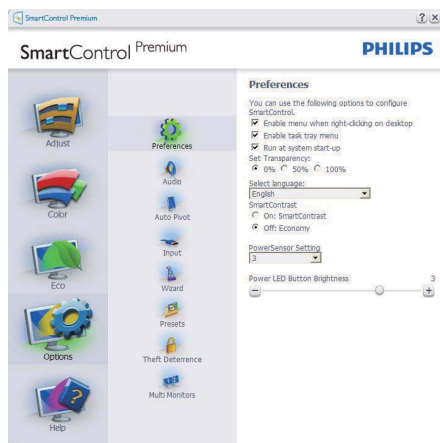 SmartControl Premium
SmartControl Premium
PHILIPS
Adjust
Color
Eco
Options
Help
Preferences
Audio
Auto Pivot
Input
Wizard
Presets
Theft Deterrence
Multi Monitors
Preferences
You can use the following options to configure
SmartControl.
Enable menu when right-clicking on desktop
Enable task tray menu
Run at system start-up
Set Transparency:
0% 50% 100%
Select language:
English
SmartContrast
On: SmartContrast
Off: Economy
PowerSensor Setting
3
Power LED Button Brightness 3